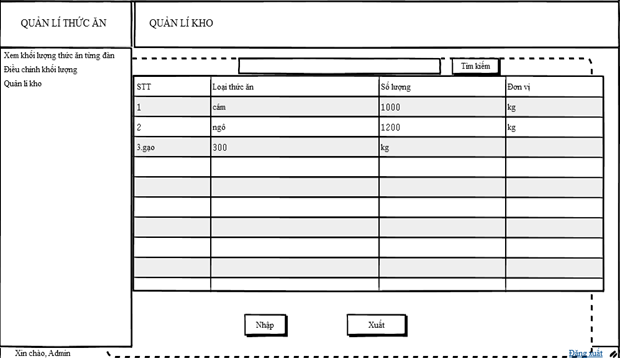 QUẢN LÍ THỨC ĂN
QUẢN LÍ KHO
Xem khối lượng thức ăn từng đàn
Điều chỉnh khối lượng
Quản lí kho
Tìm kiếm
STT Loại thức ăn Số lượng Đơn vị
1 cám 1000 kg
2 ngô 1200 kg
3.gạo 300 kg
Nhập Xuất
Xin chào, Admin
Đăng xuất